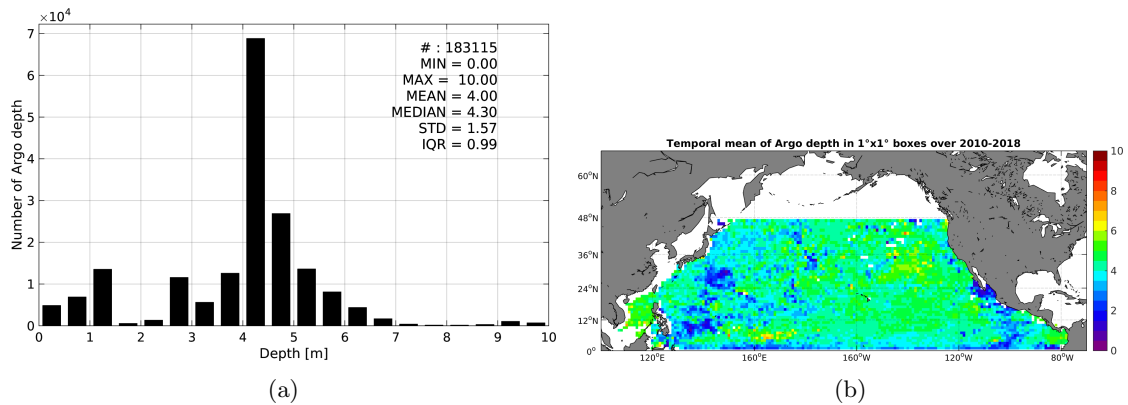 ×10⁴
7
6
5
4
3
2
1
0
Number of Argo depth
# : 183115
MIN = 0.00
MAX = 10.00
MEAN = 4.00
MEDIAN = 4.30
STD = 1.57
IQR = 0.99
0 1 2 3 4 5 6 7 8 9 10
Depth [m]
(a)
Temporal mean of Argo depth in 1°x1° boxes over 2010-2018
60°N
48°N
36°N
24°N
12°N
0°
120°W 160°W 160°W 120°W 80°W
10
8
6
4
2
0
(b)